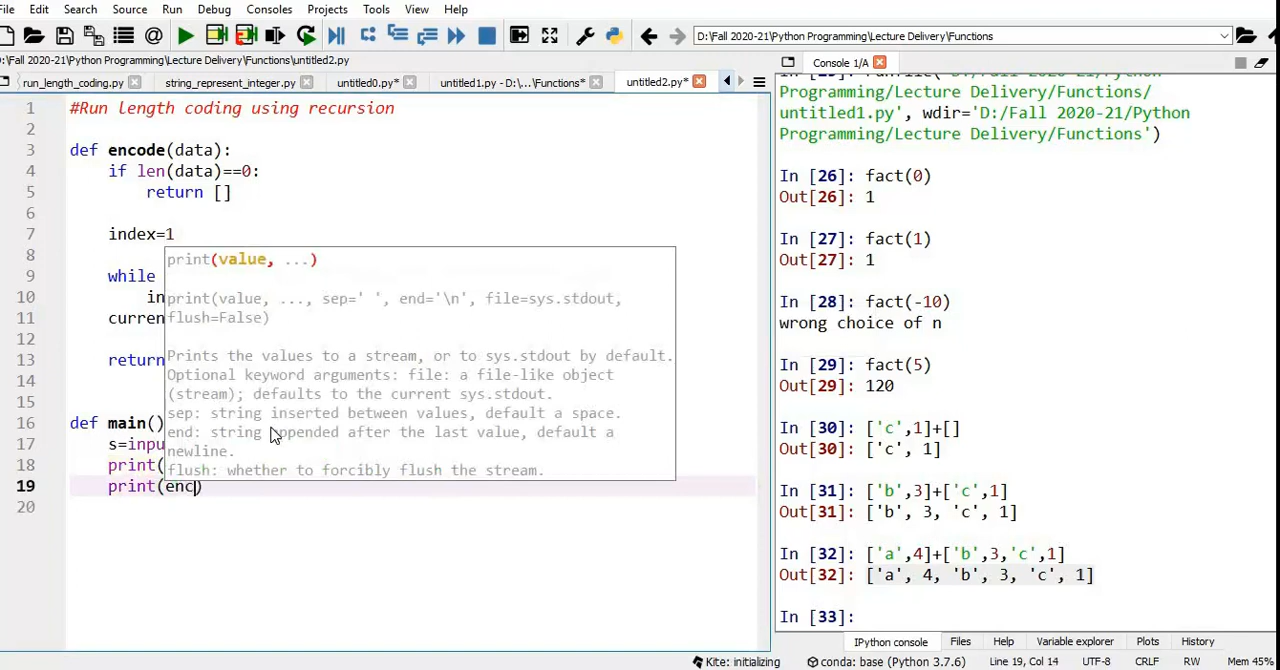 File Edit Search Source Run Debug Consoles Projects Tools View Help
D:\Fall 2020-21\Python Programming\Lecture Delivery\Functions
D:\Fall 2020-21\Python Programming\Lecture Delivery\Functions\untitled2.py
run_length_coding.py string_represent_integer.py untitled0.py* untitled1.py - D:\...\Functions* untitled2.py*
1 #Run length coding using recursion
2
3 def encode(data):
4 if len(data)==0:
5 return []
6
7 index=1
8
9 while
10 in
11 curren
12
13 return
14
15
16 def main()
17 s=inpu
18 print(
19 print(enc)
20
print(value, ...)
print(value, ..., sep=' ', end='\n', file=sys.stdout,
flush=False)
Prints the values to a stream, or to sys.stdout by default.
Optional keyword arguments: file: a file-like object
(stream); defaults to the current sys.stdout.
sep: string inserted between values, default a space.
end: string appended after the last value, default a
newline.
flush: whether to forcibly flush the stream.
Console 1/A
Programming/Lecture Delivery/Functions/
untitled1.py', wdir='D:/Fall 2020-21/Python
Programming/Lecture Delivery/Functions')
In [26]: fact(0)
Out[26]: 1
In [27]: fact(1)
Out[27]: 1
In [28]: fact(-10)
wrong choice of n
In [29]: fact(5)
Out[29]: 120
In [30]: ['c',1]+[]
Out[30]: ['c', 1]
In [31]: ['b',3]+['c',1]
Out[31]: ['b', 3, 'c', 1]
In [32]: ['a',4]+['b',3,'c',1]
Out[32]: ['a', 4, 'b', 3, 'c', 1]
In [33]:
IPython console Files Help Variable explorer Plots History
Kite: initializing conda: base (Python 3.7.6) Line 19, Col 14 UTF-8 CRLF RW Mem 45%